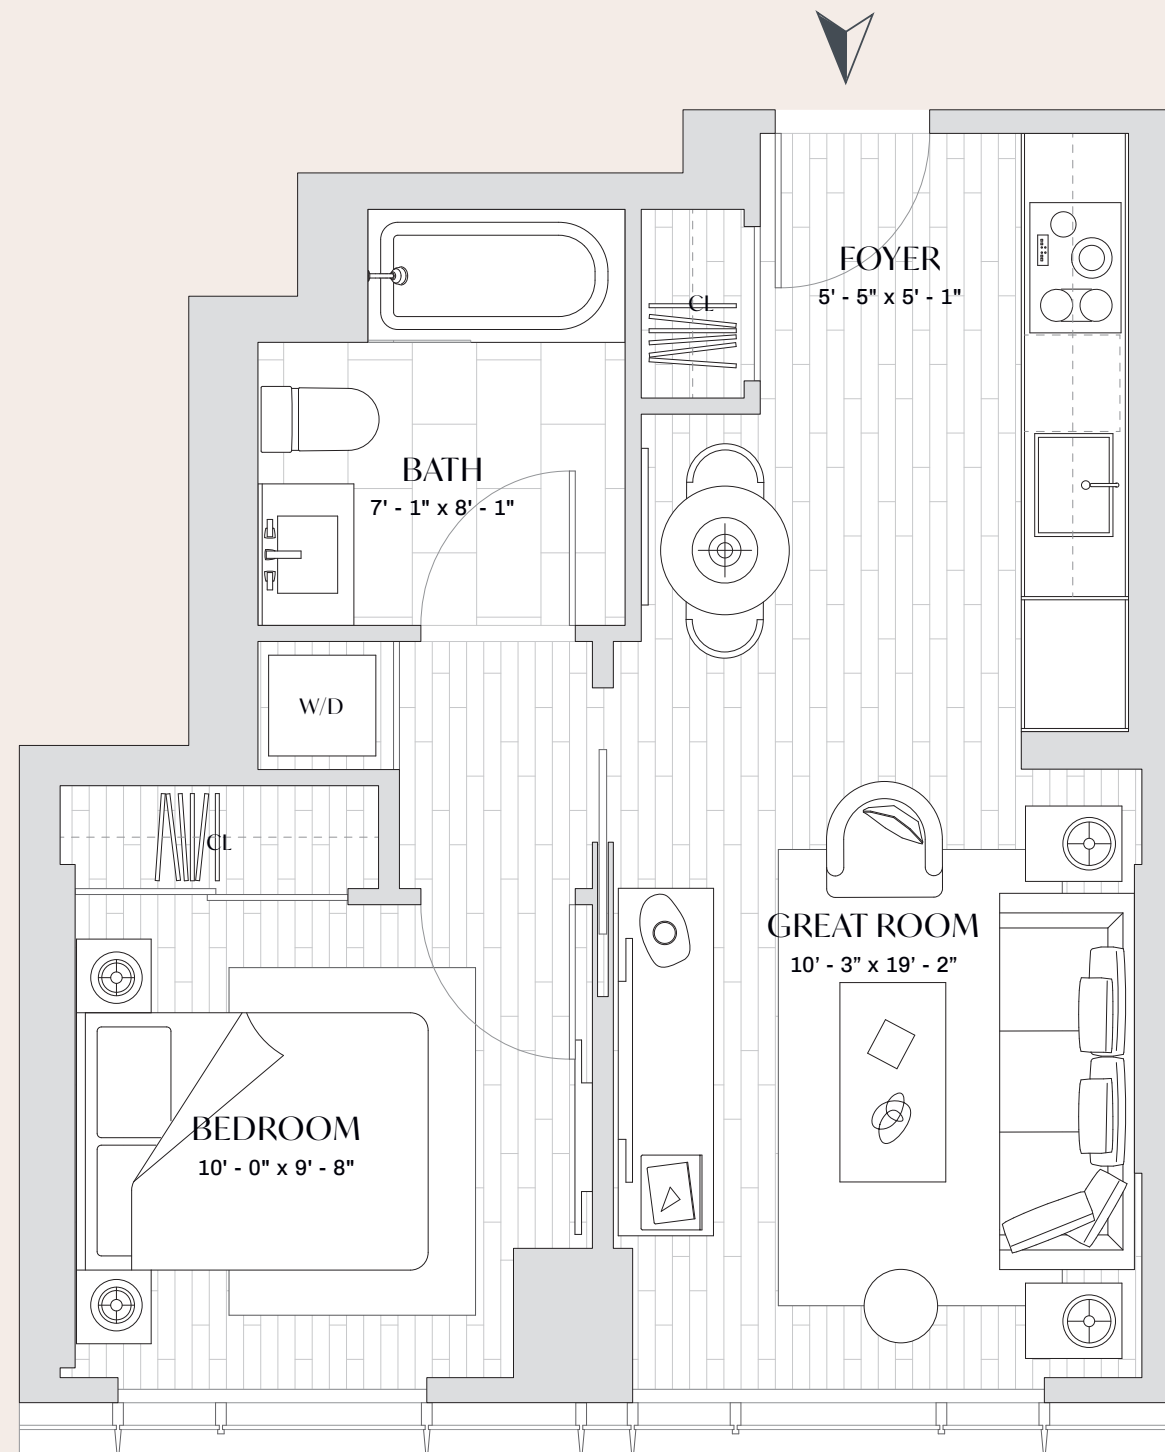 FOYER
5' - 5" x 5' - 1"
CL
BATH
7' - 1" x 8' - 1"
W/D
CL
GREAT ROOM
10’ - 3” x 19’ - 2”
BEDROOM
10' - 0" x 9' - 8"